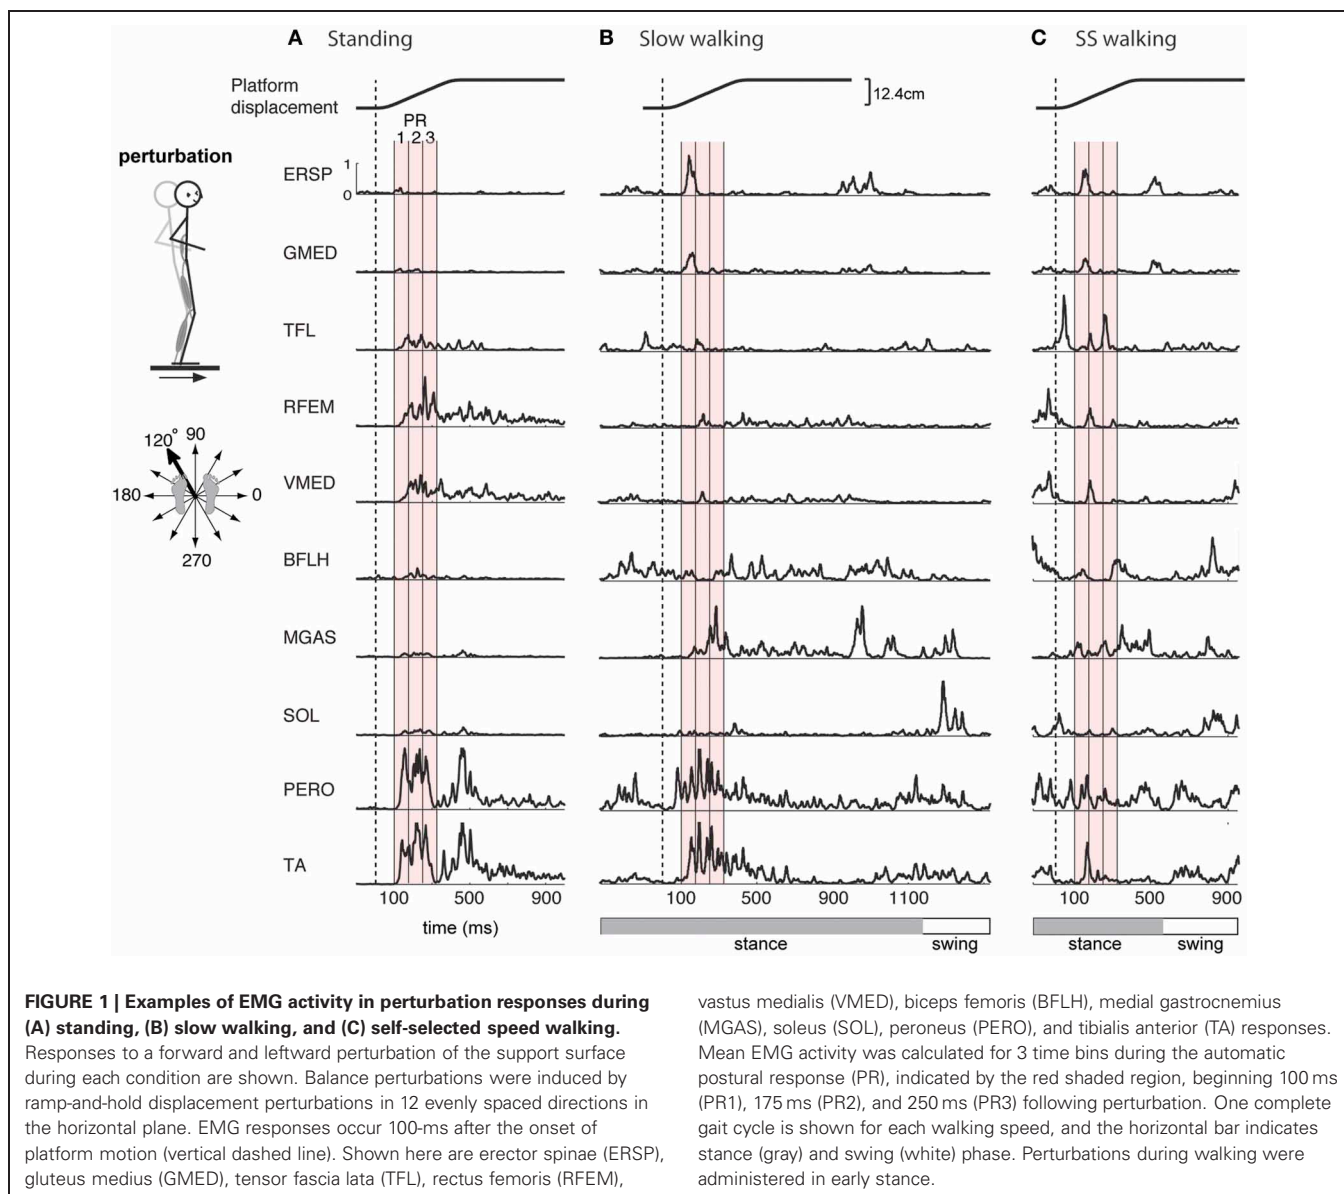 A Standing
B Slow walking
C SS walking
Platform
displacement
12.4cm
PR
1 2 3
perturbation
1
0
ERSP
GMED
TFL
RFEM
VMED
BFLH
MGAS
SOL
PERO
TA
120° 90
180 0
270
100 500 900
time (ms)
100 500 900 1100
stance swing
100 500 900
stance swing
FIGURE 1 | Examples of EMG activity in perturbation responses during
(A) standing, (B) slow walking, and (C) self-selected speed walking.
Responses to a forward and leftward perturbation of the support surface
during each condition are shown. Balance perturbations were induced by
ramp-and-hold displacement perturbations in 12 evenly spaced directions in
the horizontal plane. EMG responses occur 100-ms after the onset of
platform motion (vertical dashed line). Shown here are erector spinae (ERSP),
gluteus medius (GMED), tensor fascia lata (TFL), rectus femoris (RFEM),
vastus medialis (VMED), biceps femoris (BFLH), medial gastrocnemius
(MGAS), soleus (SOL), peroneus (PERO), and tibialis anterior (TA) responses.
Mean EMG activity was calculated for 3 time bins during the automatic
postural response (PR), indicated by the red shaded region, beginning 100 ms
(PR1), 175 ms (PR2), and 250 ms (PR3) following perturbation. One complete
gait cycle is shown for each walking speed, and the horizontal bar indicates
stance (gray) and swing (white) phase. Perturbations during walking were
administered in early stance.